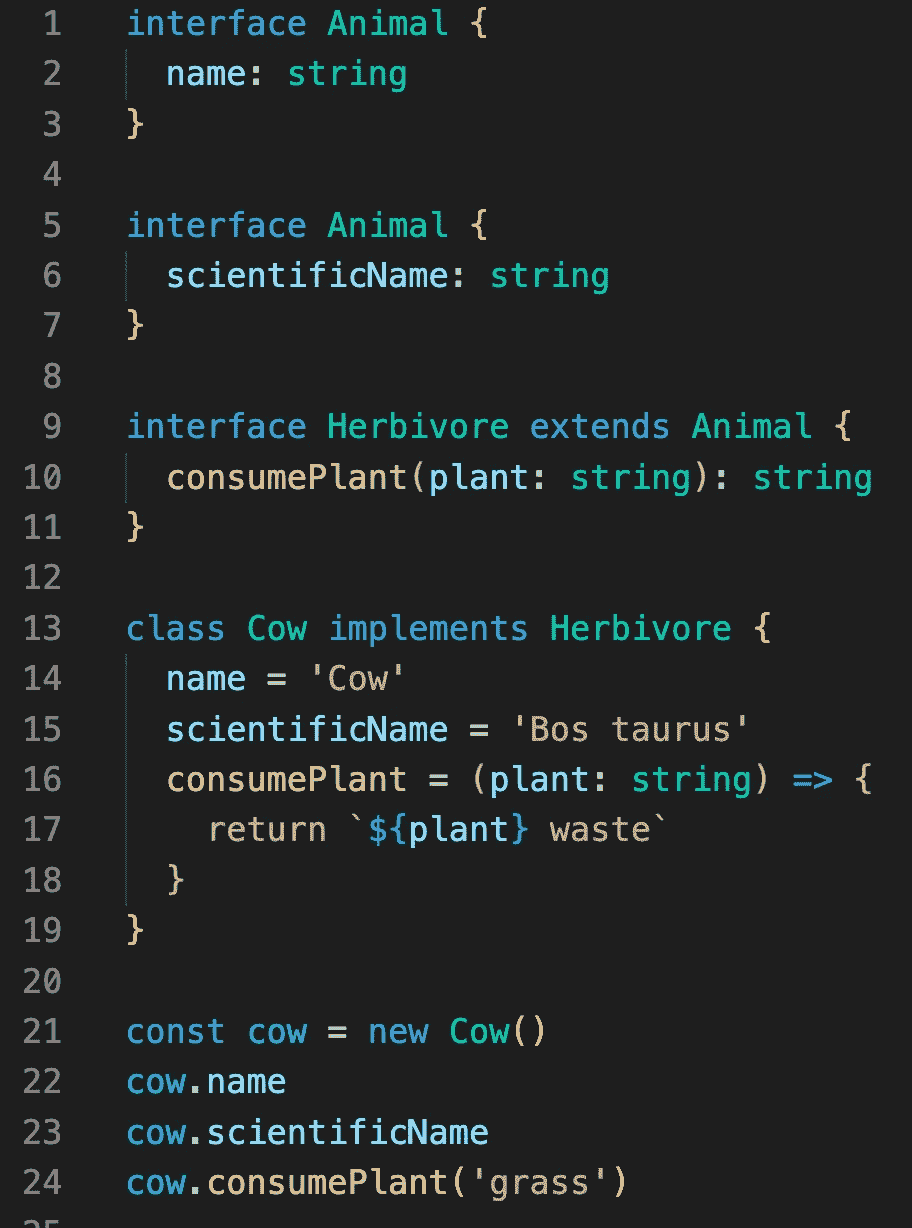 1 interface Animal {
2 name: string
3 }
4
5 interface Animal {
6 scientificName: string
7 }
8
9 interface Herbivore extends Animal {
10 consumePlant(plant: string): string
11 }
12
13 class Cow implements Herbivore {
14 name = 'Cow'
15 scientificName = 'Bos taurus'
16 consumePlant = (plant: string) => {
17 return `${plant} waste`
18 }
19 }
20
21 const cow = new Cow()
22 cow.name
23 cow.scientificName
24 cow.consumePlant('grass')
25